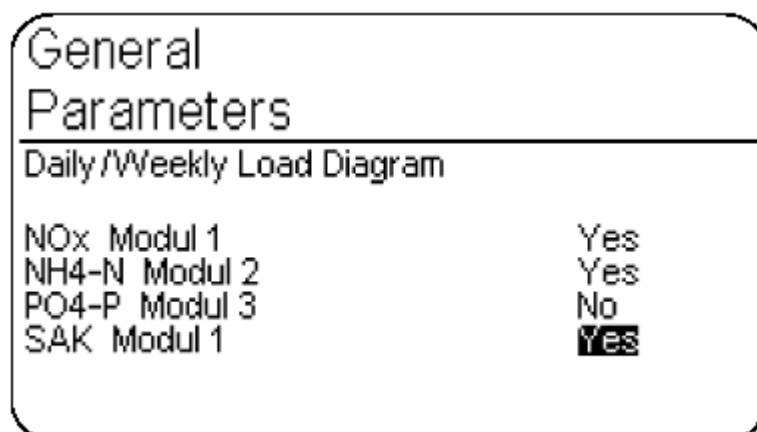 General
Parameters
Daily/Weekly Load Diagram
NOx Modul 1 Yes
NH4-N Modul 2 Yes
PO4-P Modul 3 No
SAK Modul 1 Yes